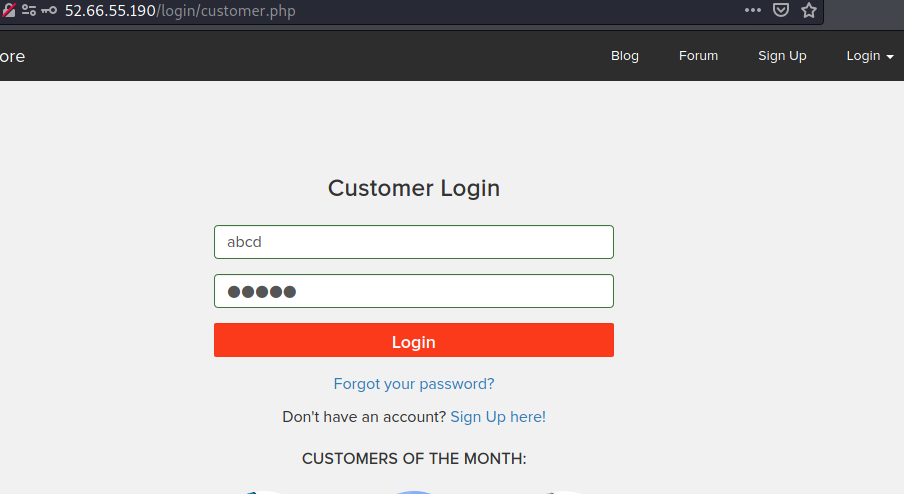 52.66.55.190/login/customer.php
ore Blog Forum Sign Up Login
Customer Login
abcd
Login
Forgot your password?
Don't have an account? Sign Up here!
CUSTOMERS OF THE MONTH: